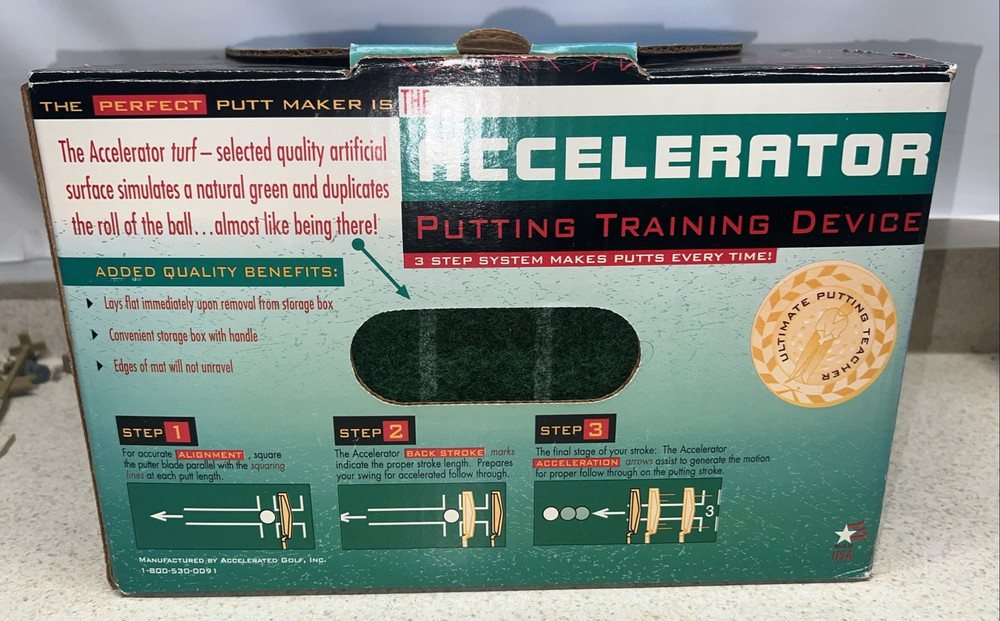 THE PERFECT PUTT MAKER IS THE
ACCELERATOR
PUTTING TRAINING DEVICE
3 STEP SYSTEM MAKES PUTTS EVERY TIME!
The Accelerator turf – selected quality artificial
surface simulates a natural green and duplicates
the roll of the ball...almost like being there!
ADDED QUALITY BENEFITS:
Lays flat immediately upon removal from storage box
Convenient storage box with handle
Edges of mat will not unravel
ULTIMATE PUTTING TEACHER
STEP 1
For accurate ALIGNMENT , square
the putter blade parallel with the squaring
lines at each putt length.
STEP 2
The Accelerator BACK STROKE marks
indicate the proper stroke length. Prepares
your swing for accelerated follow through.
STEP 3
The final stage of your stroke: The Accelerator
ACCELERATION arrows assist to generate the motion
for proper follow through on the putting stroke.
3
MANUFACTURED BY ACCELERATED GOLF, INC.
1-800-530-0091
USA